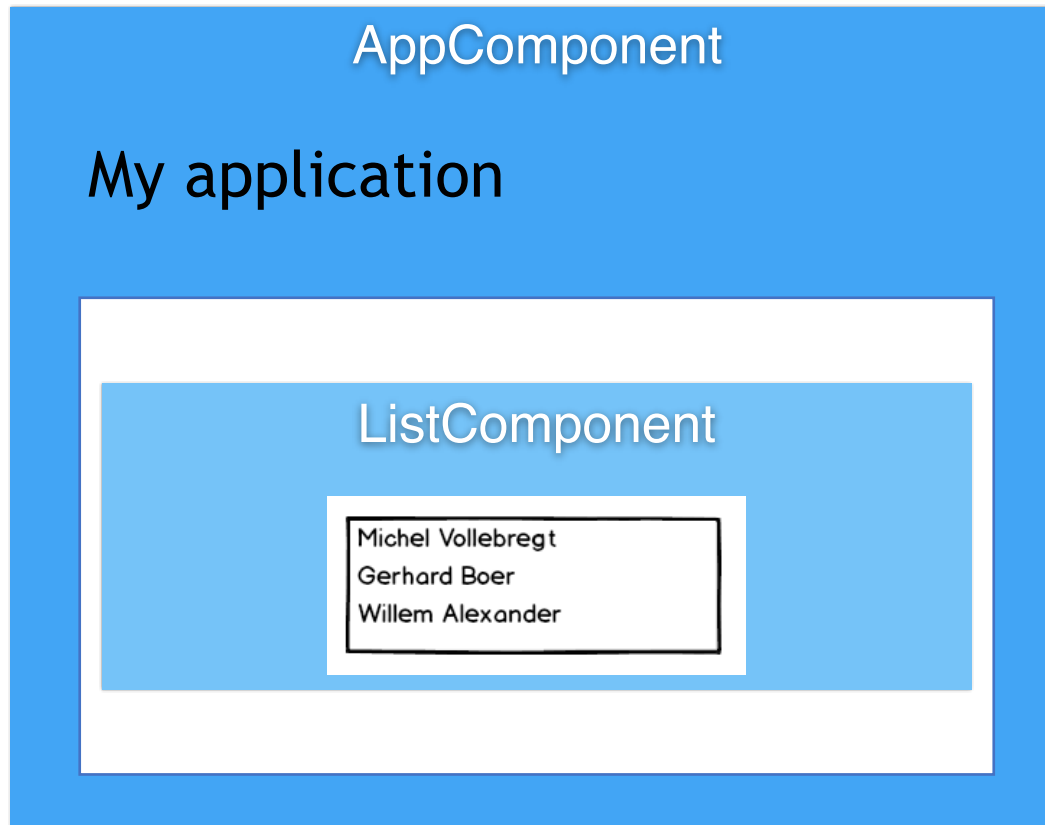 AppComponent
My application
ListComponent
Michel Vollebregt
Gerhard Boer
Willem Alexander